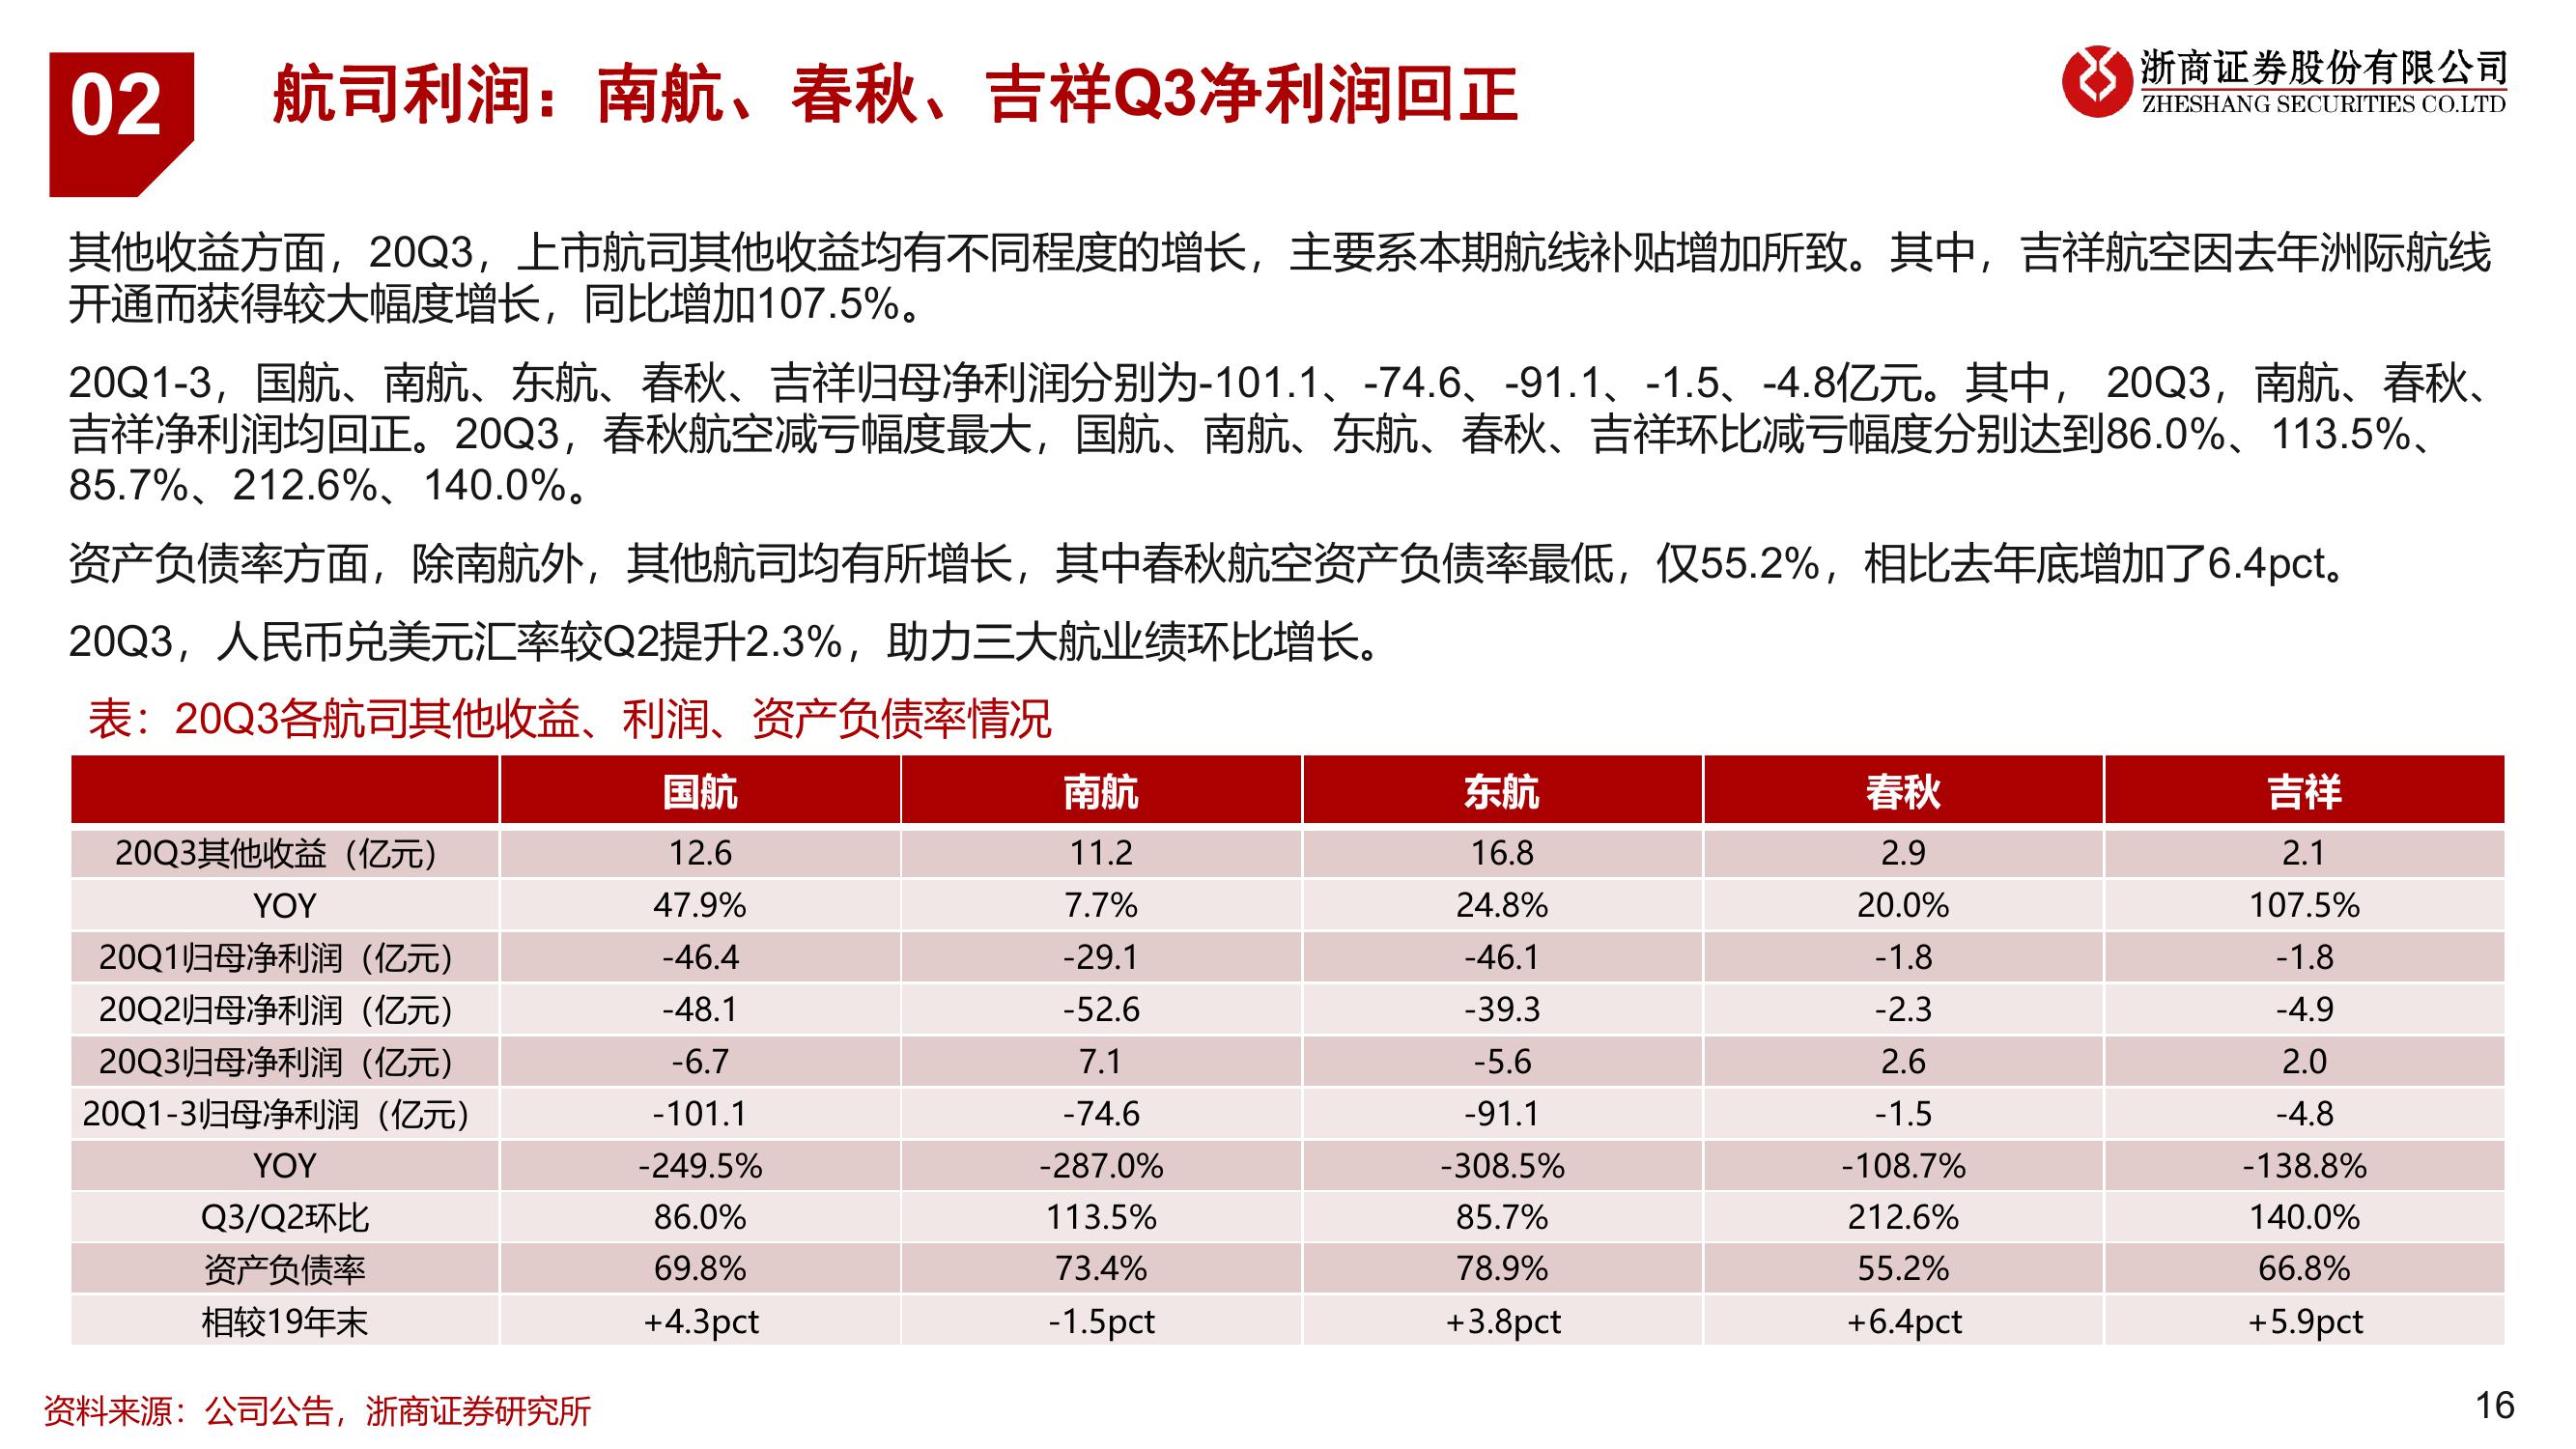 02
航司利润：南航、春秋、吉祥Q3净利润回正
浙商证券股份有限公司
ZHESHANG SECURITIES CO.LTD
其他收益方面，20Q3，上市航司其他收益均有不同程度的增长，主要系本期航线补贴增加所致。其中，吉祥航空因去年洲际航线
开通而获得较大幅度增长，同比增加107.5%。
20Q1-3，国航、南航、东航、春秋、吉祥归母净利润分别为-101.1、-74.6、-91.1、-1.5、-4.8亿元。其中， 20Q3，南航、春秋、
吉祥净利润均回正。20Q3，春秋航空减亏幅度最大，国航、南航、东航、春秋、吉祥环比减亏幅度分别达到86.0%、113.5%、
85.7%、212.6%、140.0%。
资产负债率方面，除南航外，其他航司均有所增长，其中春秋航空资产负债率最低，仅55.2%，相比去年底增加了6.4pct。
20Q3，人民币兑美元汇率较Q2提升2.3%，助力三大航业绩环比增长。
表：20Q3各航司其他收益、利润、资产负债率情况
国航 南航 东航 春秋 吉祥
20Q3其他收益（亿元） 12.6 11.2 16.8 2.9 2.1
YOY 47.9% 7.7% 24.8% 20.0% 107.5%
20Q1归母净利润（亿元） -46.4 -29.1 -46.1 -1.8 -1.8
20Q2归母净利润（亿元） -48.1 -52.6 -39.3 -2.3 -4.9
20Q3归母净利润（亿元） -6.7 7.1 -5.6 2.6 2.0
20Q1-3归母净利润（亿元） -101.1 -74.6 -91.1 -1.5 -4.8
YOY -249.5% -287.0% -308.5% -108.7% -138.8%
Q3/Q2环比 86.0% 113.5% 85.7% 212.6% 140.0%
资产负债率 69.8% 73.4% 78.9% 55.2% 66.8%
相较19年末 +4.3pct -1.5pct +3.8pct +6.4pct +5.9pct
资料来源：公司公告，浙商证券研究所
16